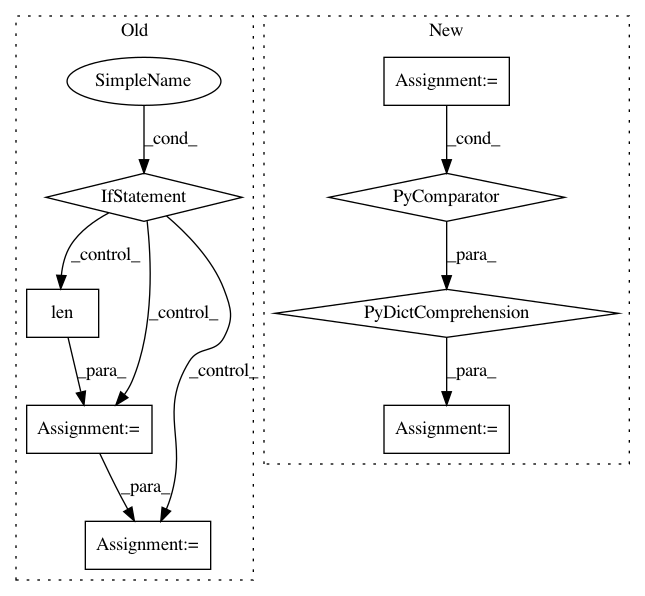 Old
SimpleName
_cond_
IfStatement
_control_
_control_
_control_
len
_para_
Assignment:=
_para_
Assignment:=
New
Assignment:=
_cond_
PyComparator
_para_
PyDictComprehension
_para_
Assignment:=